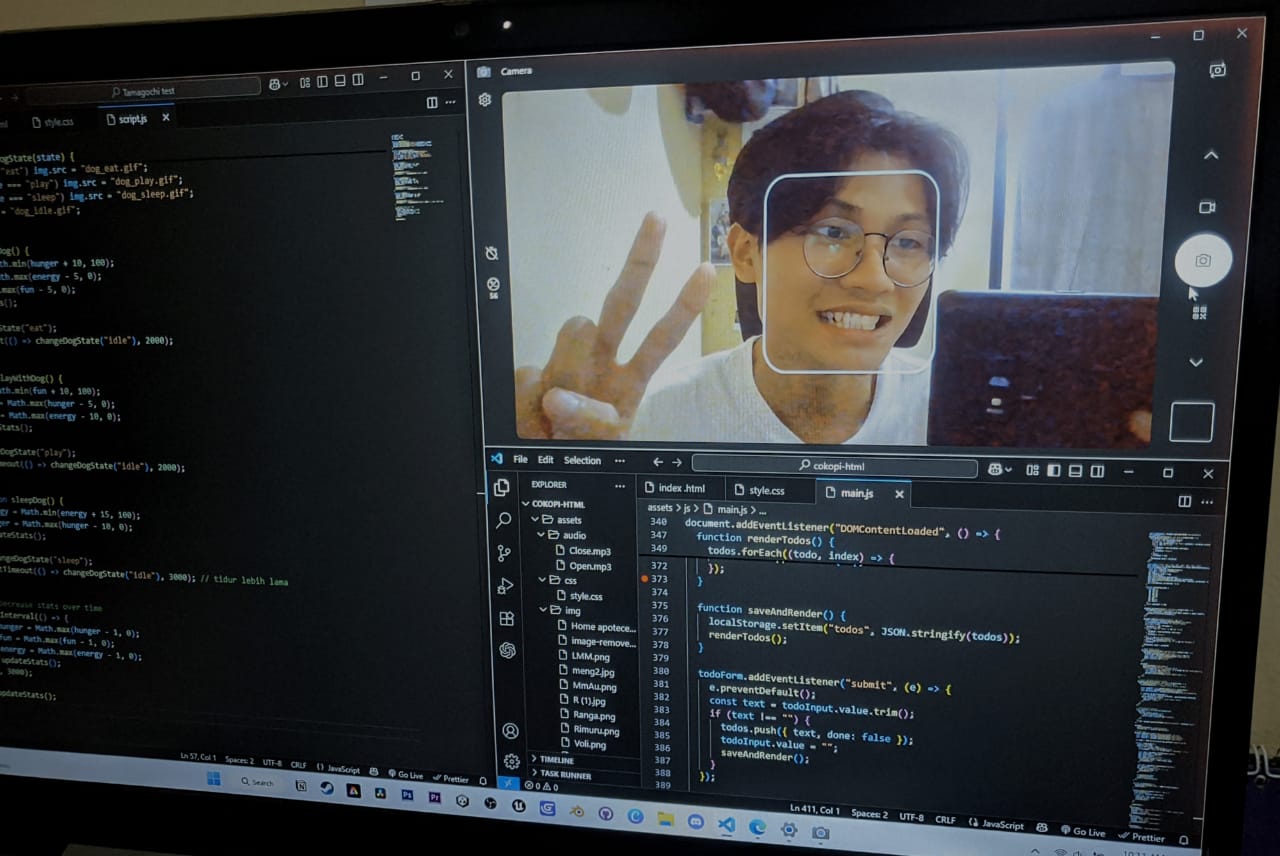 Tamagochi test
style.css
script.js
ogState(state) {
"eat") img.src = "dog_eat.gif";
e === "play") img.src = "dog_play.gif";
e === "sleep") img.src = "dog_sleep.gif";
= "dog_idle.gif";
Dog() {
th.min(hunger + 10, 100);
ath.max(energy - 5, 0);
.max(fun - 5, 0);
s();
State("eat");
t(() => changeDogState("idle"), 2000);
layWithDog() {
ath.min(fun + 10, 100);
= Math.max(hunger - 5, 0);
= Math.max(energy - 10, 0);
Stats();
DogState("play");
meout(() => changeDogState("idle"), 2000);
on sleepDog() {
gy = Math.min(energy + 15, 100);
ger = Math.max(hunger - 10, 0);
ateStats();
angeDogState("sleep");
tTimeout(() => changeDogState("idle"), 3000); // tidur lebih lama
Decrease stats over time
Interval(() => {
hunger = Math.max(hunger - 1, 0);
fun = Math.max(fun - 1, 0);
energy = Math.max(energy - 1, 0);
updateStats();
3000);
updateStats();
Ln 57, Col 1 Spaces: 2 UTF-8 CRLF {} JavaScript Go Live Prettier
Camera
File Edit Selection ...
cokopi-html
EXPLORER
COKOPI-HTML
assets
audio
Close.mp3
Open.mp3
css
style.css
img
Home apotece...
image-remove...
LMM.png
meng2.jpg
MmAu.png
R (1).jpg
Ranga.png
Rimuru.png
Voli.png
TIMELINE
TASK RUNNER
index.html style.css main.js
assets > js > main.js > ...
340 document.addEventListener("DOMContentLoaded", () => {
347 function renderTodos() {
349 todos.forEach((todo, index) => {
372 });
373 }
374
375 function saveAndRender() {
376 localStorage.setItem("todos", JSON.stringify(todos));
377 renderTodos();
378 }
379
380 todoForm.addEventListener("submit", (e) => {
381 e.preventDefault();
382 const text = todoInput.value.trim();
383 if (text !== "") {
384 todos.push({ text, done: false });
385 todoInput.value = "";
386 saveAndRender();
387 }
388 });
389
0 0
Ln 411, Col 1 Spaces: 2 UTF-8 CRLF {} JavaScript Go Live Prettier
Search